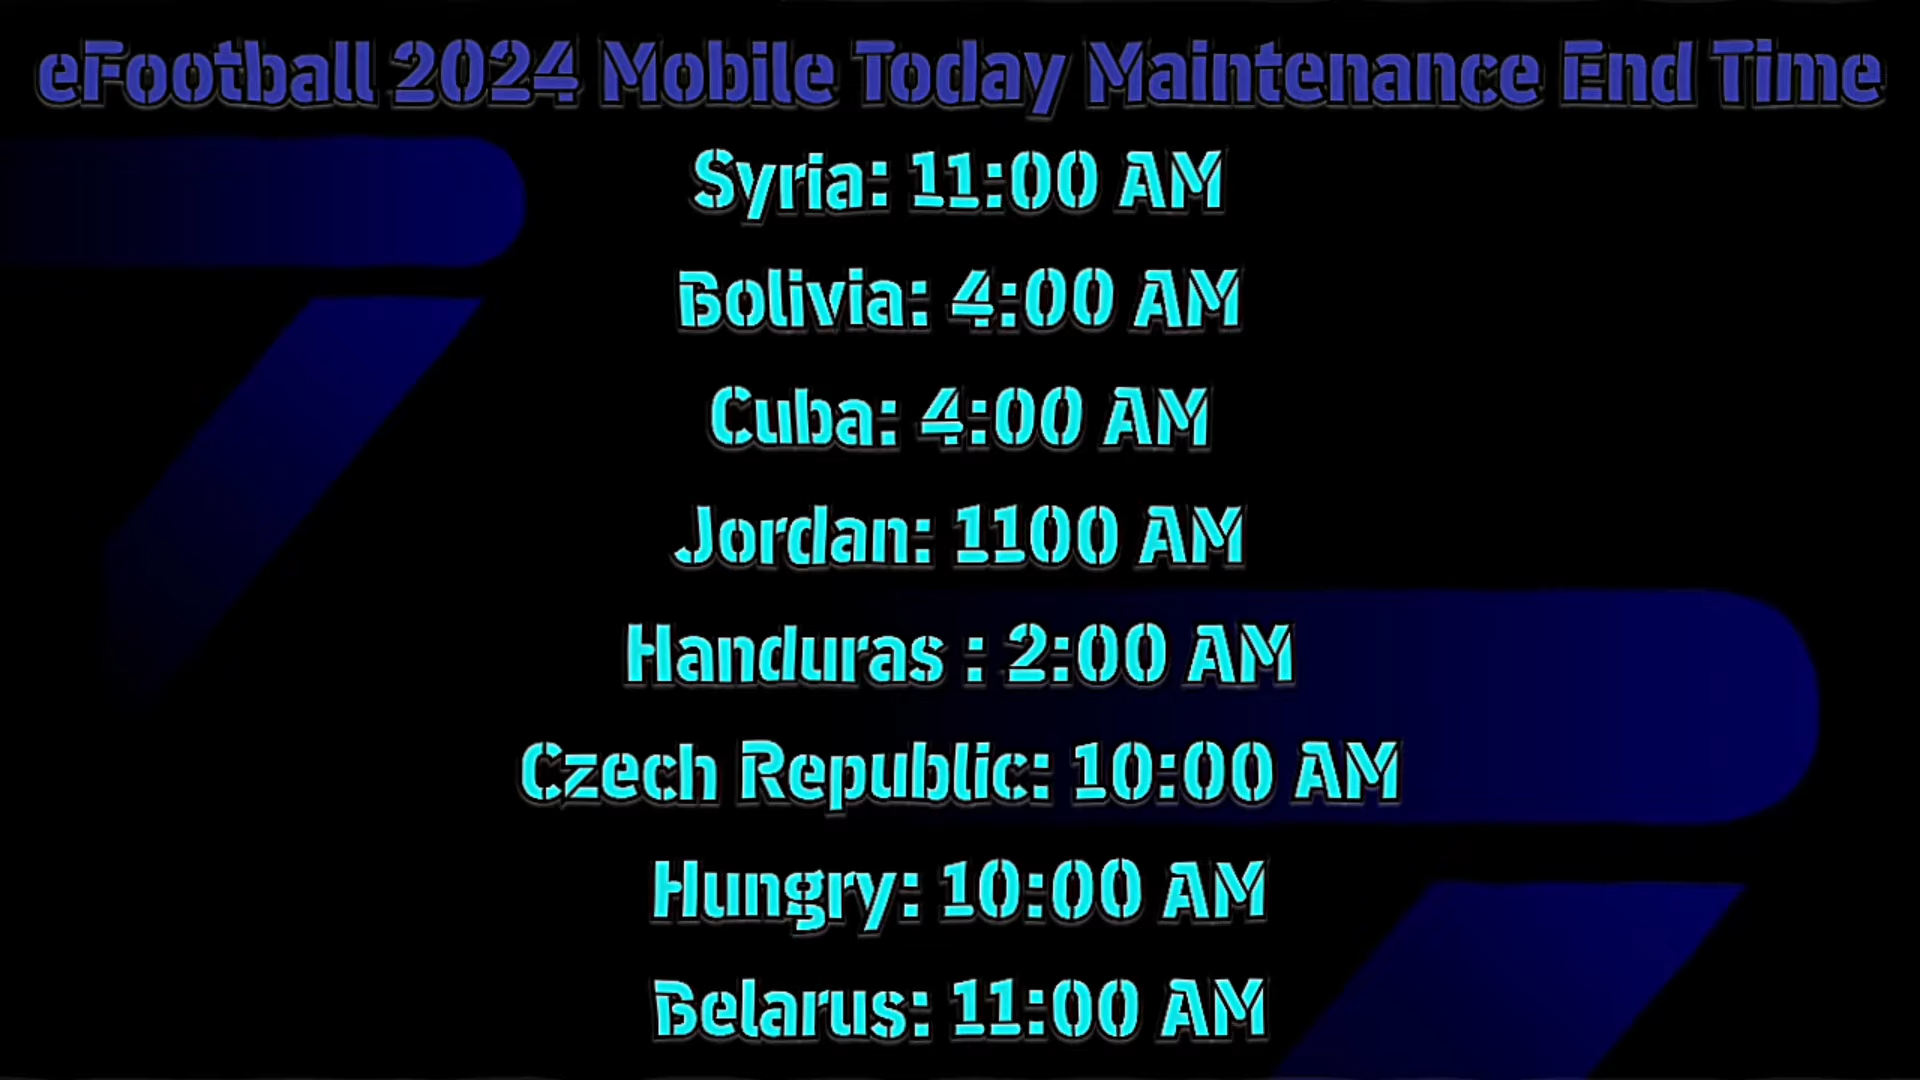 eFootball 2024 Mobile Today Maintenance End Time
Syria: 11:00 AM
Bolivia: 4:00 AM
Cuba: 4:00 AM
Jordan: 1100 AM
Handuras : 2:00 AM
Czech Republic: 10:00 AM
Hungry: 10:00 AM
Belarus: 11:00 AM